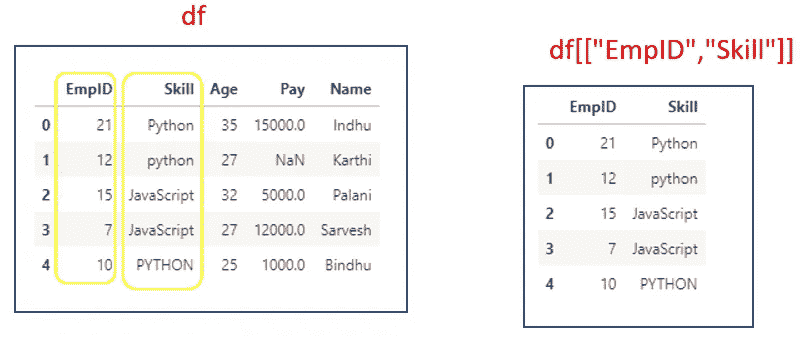 df
EmpID Skill Age Pay Name
0 21 Python 35 15000.0 Indhu
1 12 python 27 NaN Karthi
2 15 JavaScript 32 5000.0 Palani
3 7 JavaScript 27 12000.0 Sarvesh
4 10 PYTHON 25 1000.0 Bindhu
df[["EmpID","Skill"]]
EmpID Skill
0 21 Python
1 12 python
2 15 JavaScript
3 7 JavaScript
4 10 PYTHON